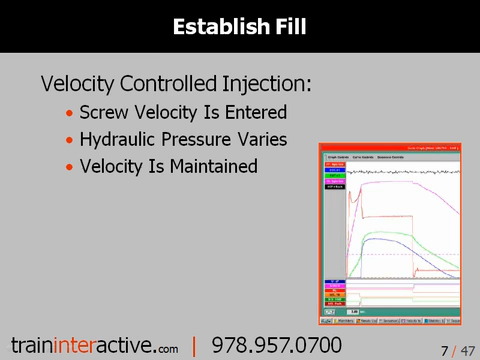 Establish Fill
Velocity Controlled Injection:
• Screw Velocity Is Entered
• Hydraulic Pressure Varies
• Velocity Is Maintained
traininteractive.com | 978.957.0700
7 / 47